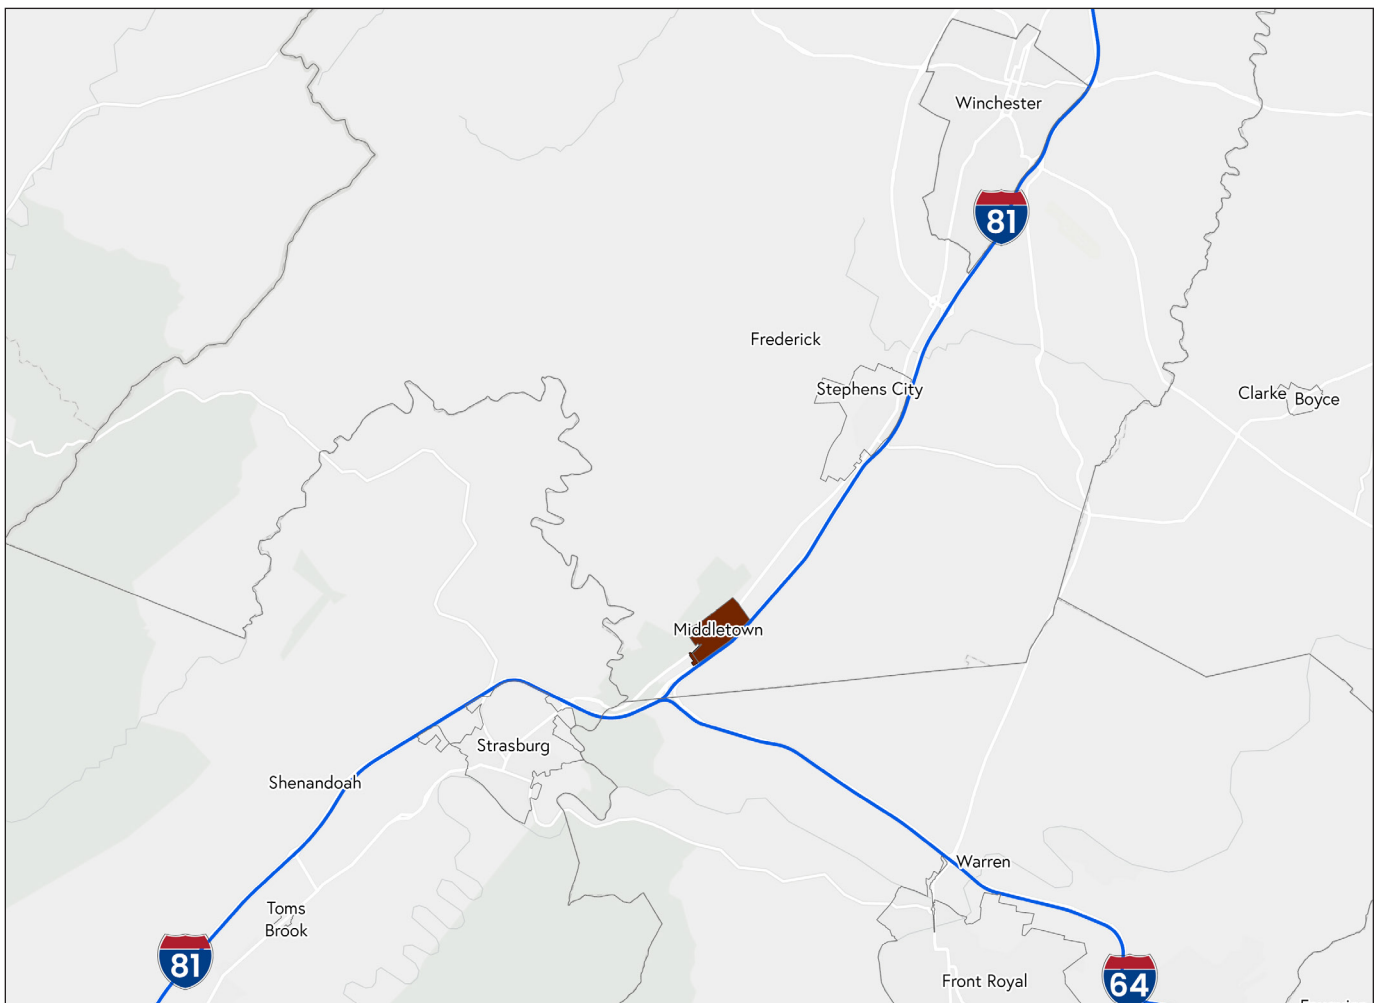 Winchester
81
Frederick
Stephens City
Clarke
Boyce
Middletown
Strasburg
Shenandoah
Warren
Toms
Brook
81
Front Royal
64